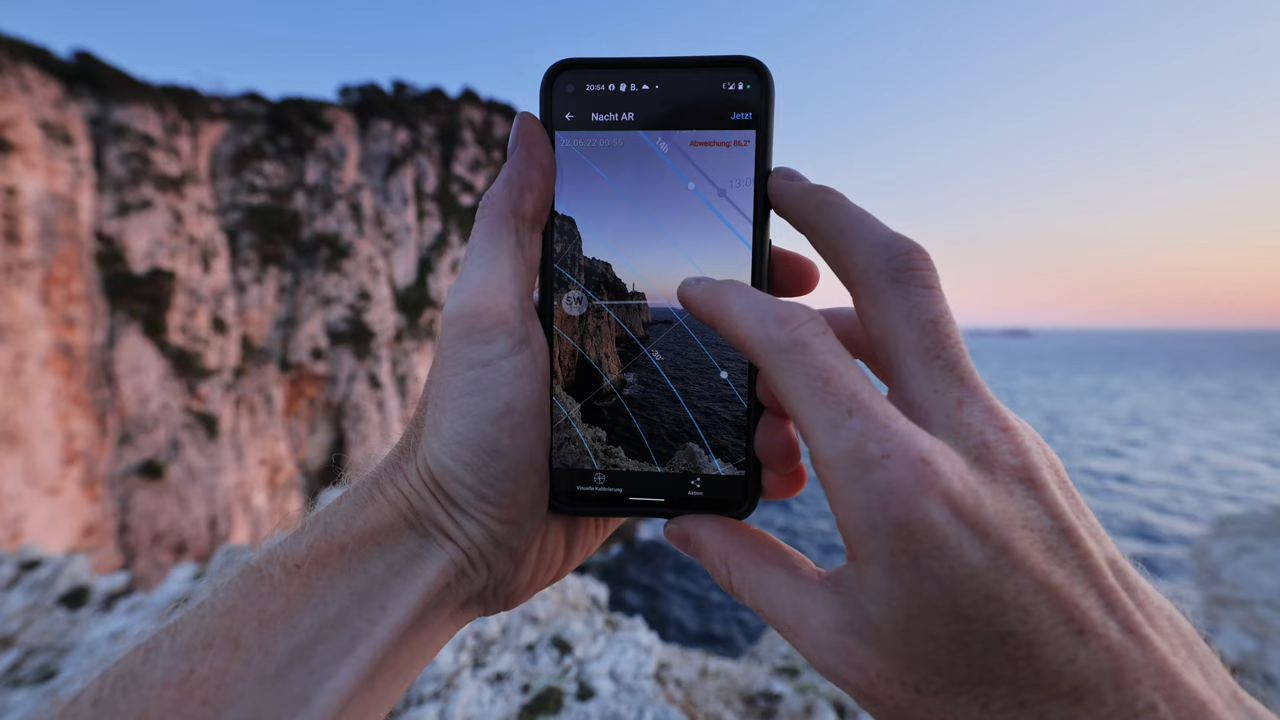 20:54
Nacht AR
Jetzt
22.06.22 00:55
14h
Abweichung: 86,2°
13:00
SW
-30°
Visuelle Kalibrierung
Aktion